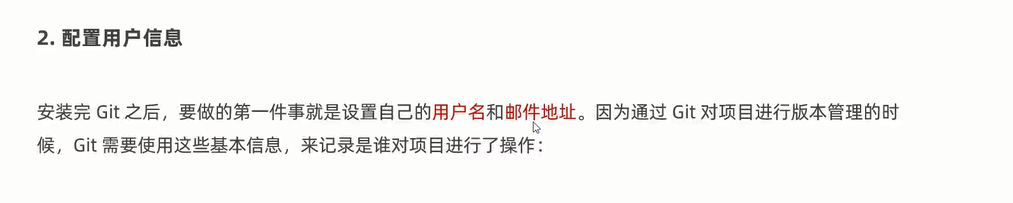 2. 配置用户信息
安装完 Git 之后，要做的第一件事就是设置自己的用户名和邮件地址。因为通过 Git 对项目进行版本管理的时
候，Git 需要使用这些基本信息，来记录是谁对项目进行了操作：